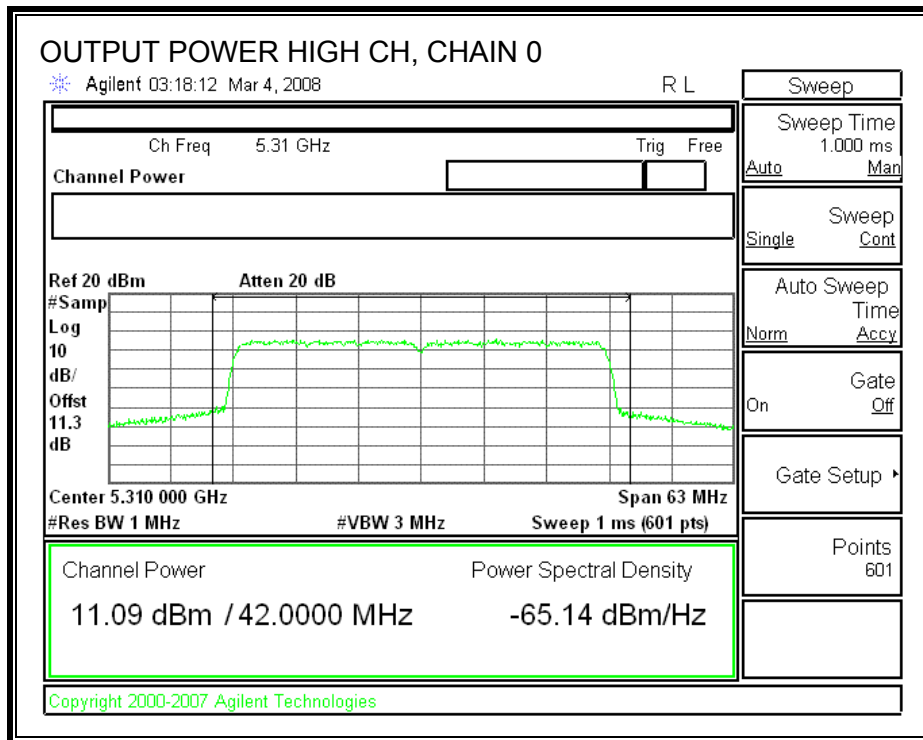 OUTPUT POWER HIGH CH, CHAIN 0
Agilent 03:18:12 Mar 4, 2008 R L
Ch Freq 5.31 GHz Trig Free
Channel Power
Ref 20 dBm Atten 20 dB
#Samp
Log
10
dB/
Offst
11.3
dB
Center 5.310 000 GHz Span 63 MHz
#Res BW 1 MHz #VBW 3 MHz Sweep 1 ms (601 pts)
Channel Power Power Spectral Density
11.09 dBm / 42.0000 MHz -65.14 dBm/Hz
Copyright 2000-2007 Agilent Technologies
Sweep
Sweep Time
1.000 ms
Auto Man
Sweep
Single Cont
Auto Sweep
Time
Norm Accy
Gate
On Off
Gate Setup
Points
601